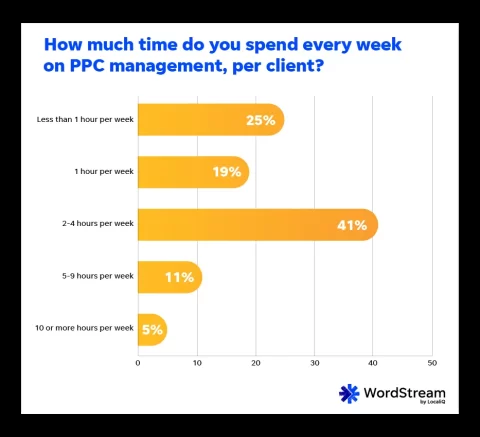 How much time do you spend every week
on PPC management, per client?
Less than 1 hour per week
25%
1 hour per week
19%
2-4 hours per week
41%
5-9 hours per week
11%
10 or more hours per week
5%
0 10 20 30 40 50
WordStream
by LocaliQ